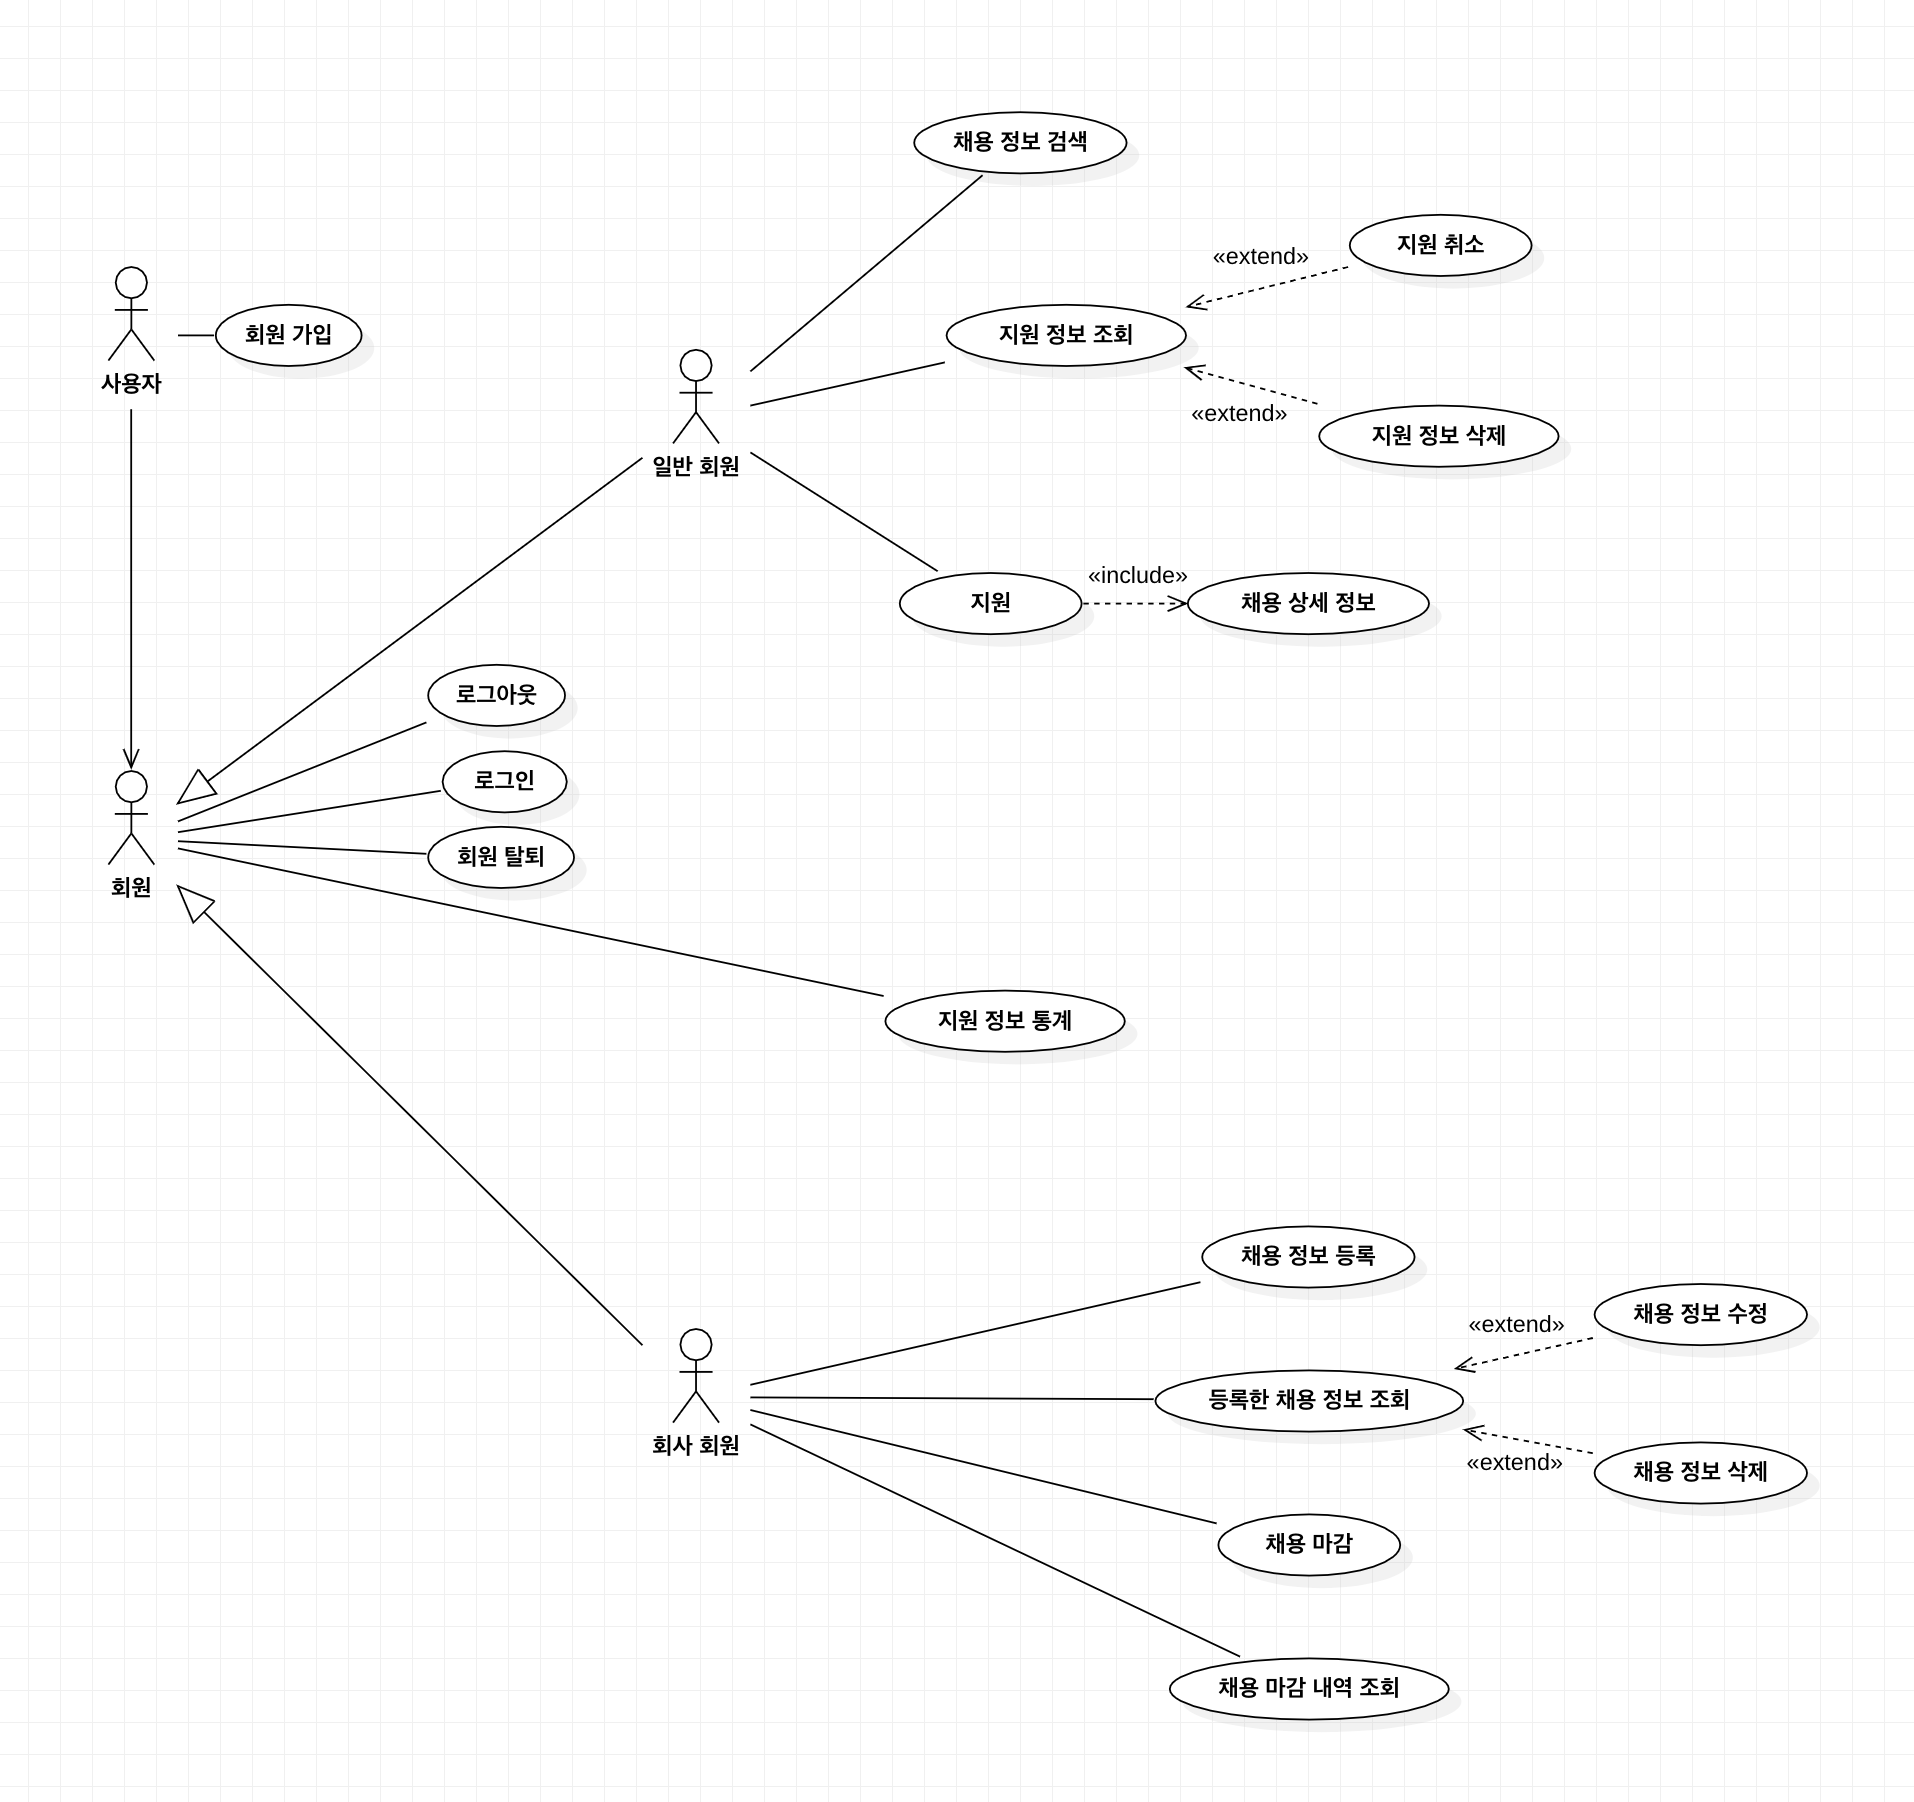 채용 정보 검색
«extend»
지원 취소
회원 가입
지원 정보 조회
사용자
«extend»
지원 정보 삭제
일반 회원
«include»
지원
채용 상세 정보
로그아웃
로그인
회원 탈퇴
회원
지원 정보 통계
채용 정보 등록
«extend»
채용 정보 수정
등록한 채용 정보 조회
회사 회원
«extend»
채용 정보 삭제
채용 마감
채용 마감 내역 조회